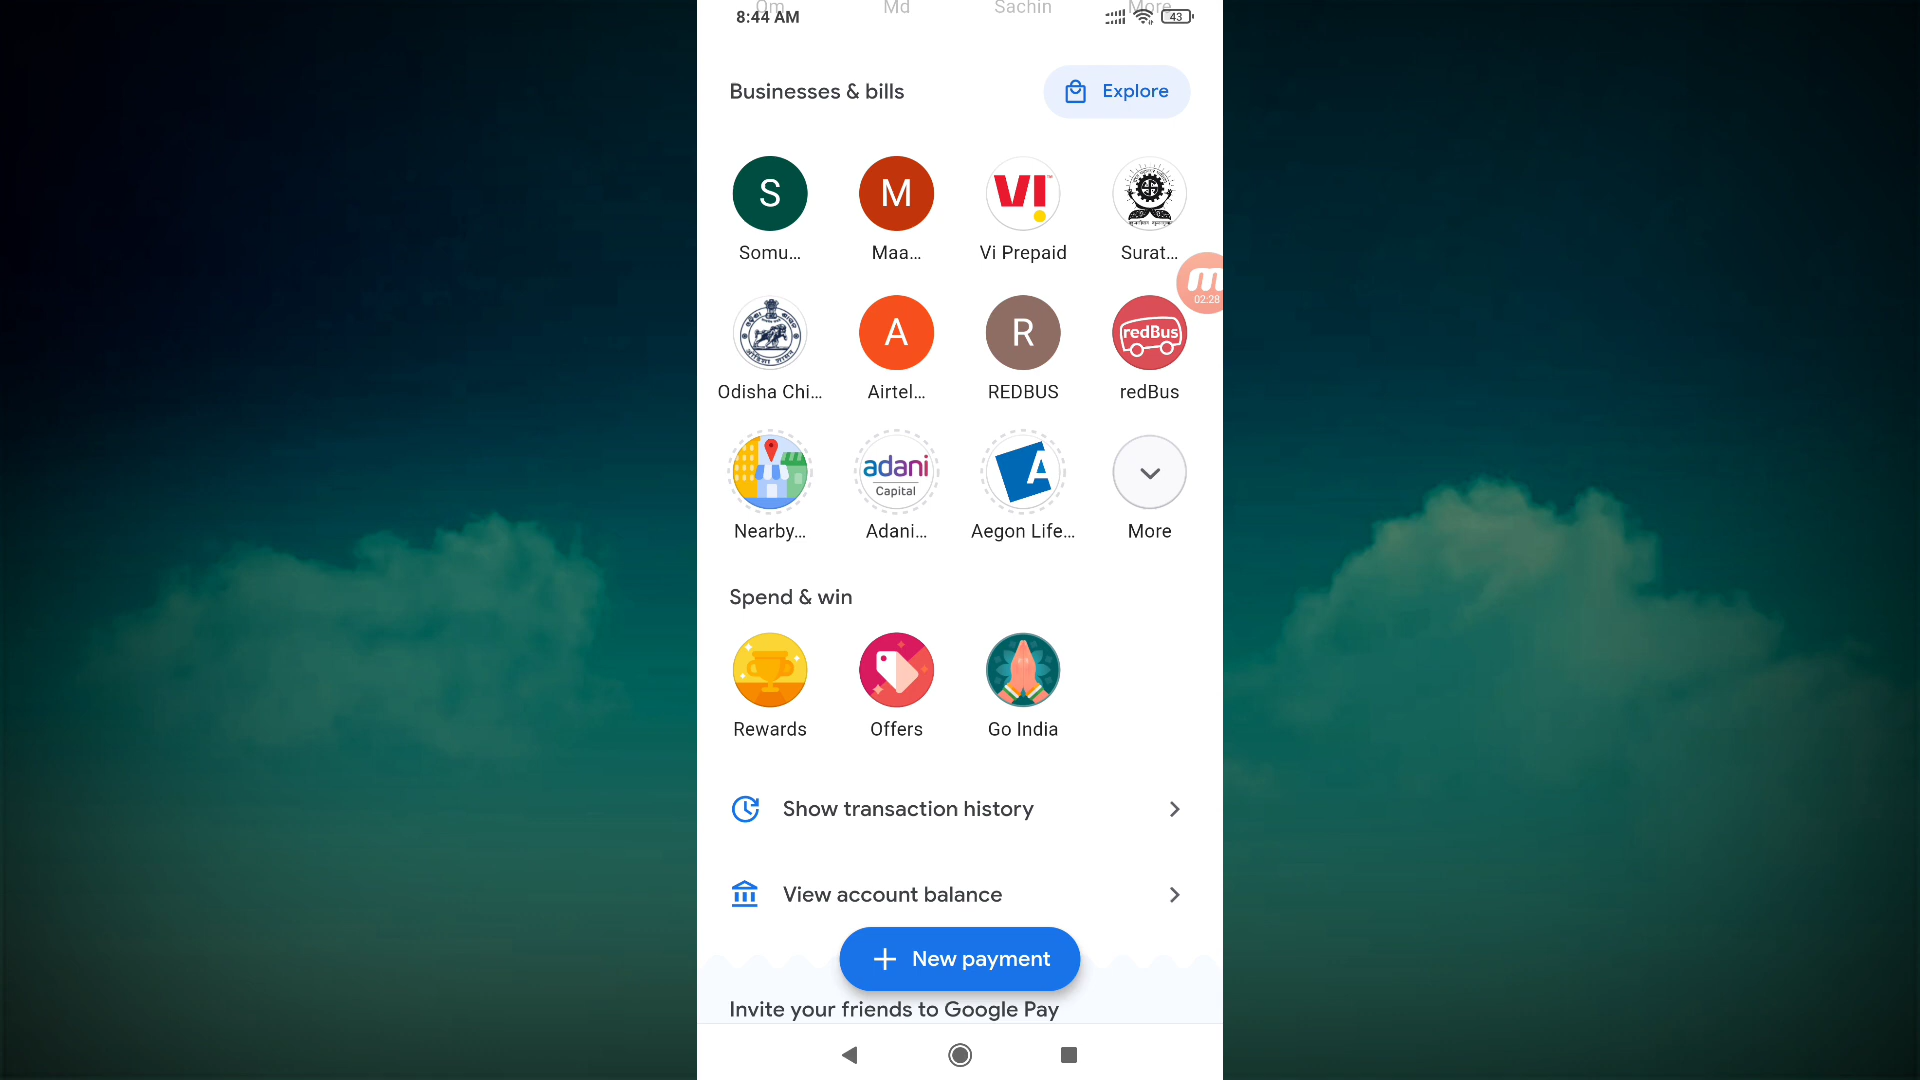 Om Md Sachin More
8:44 AM 43
Businesses & bills Explore
S M VI
Somu... Maa... Vi Prepaid Surat...
m
02:28
A R redBus
Odisha Chi... Airtel... REDBUS redBus
adani
Capital
A
Nearby... Adani... Aegon Life... More
Spend & win
Rewards Offers Go India
Show transaction history
View account balance
New payment
Invite your friends to Google Pay